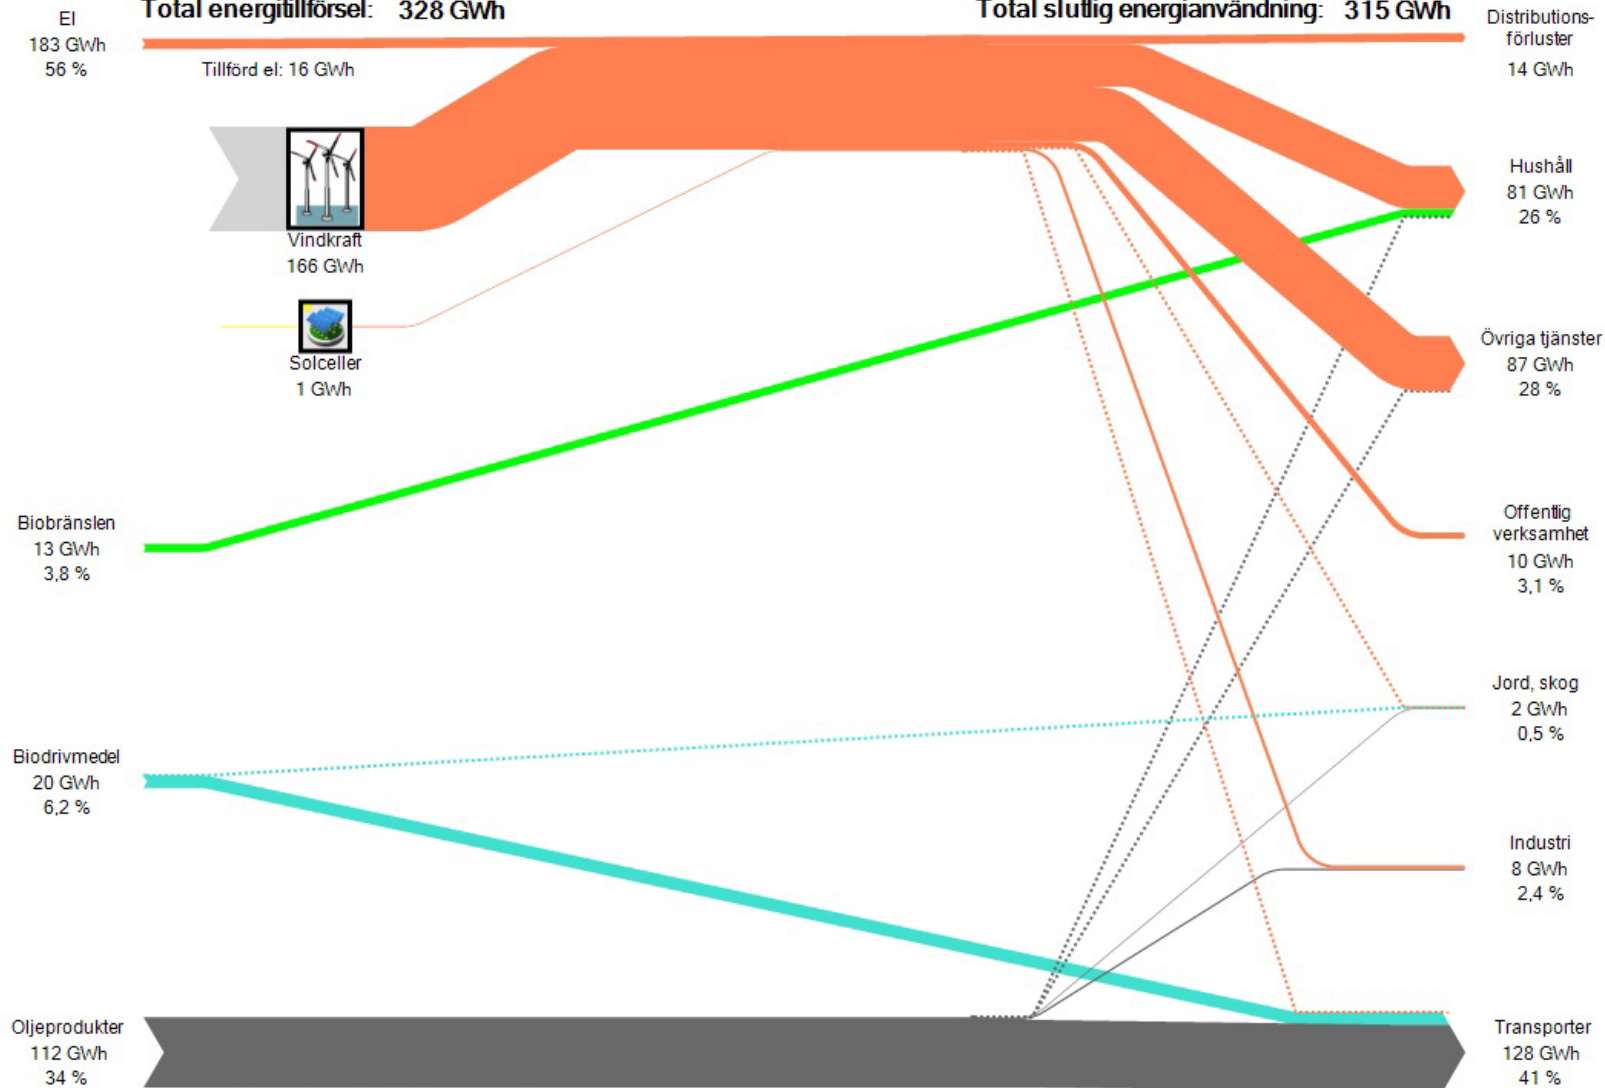 Total energitillförsel: 328 GWh
Total slutlig energianvändning: 315 GWh
El
183 GWh
56 %
Tillförd el: 16 GWh
Distributions-
förluster
14 GWh
Vindkraft
166 GWh
Hushåll
81 GWh
26 %
Solceller
1 GWh
Övriga tjänster
87 GWh
28 %
Biobränslen
13 GWh
3,8 %
Offentlig
verksamhet
10 GWh
3,1 %
Jord, skog
2 GWh
0,5 %
Biodrivmedel
20 GWh
6,2 %
Industri
8 GWh
2,4 %
Oljeprodukter
112 GWh
34 %
Transporter
128 GWh
41 %